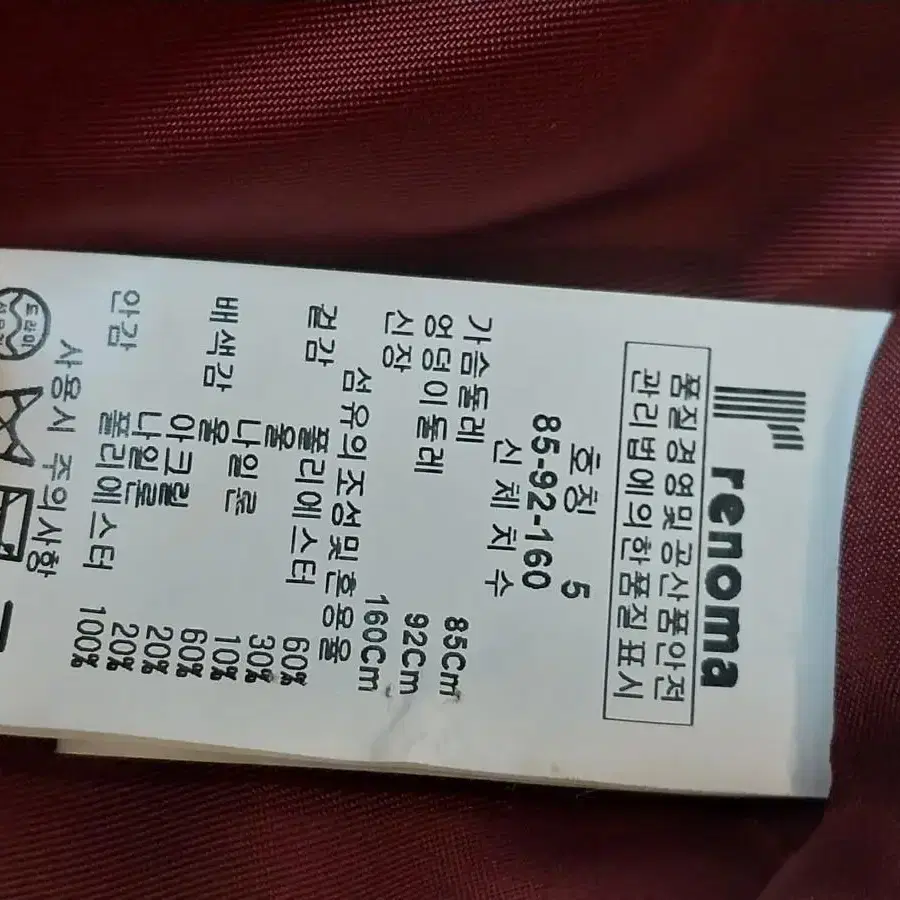 renoma
품질경영및공산품안전
관리법에의한품질표시
호칭 5
85-92-160
신체치수
가슴둘레 85Cm
엉덩이둘레 92Cm
신장 160Cm
섬유의조성및혼용율
겉감 폴리에스터 60%
울 30%
나일론 10%
배색감 울 60%
아크릴 20%
나일론 20%
안감 폴리에스터 100%
사용시 주의사항
드라이